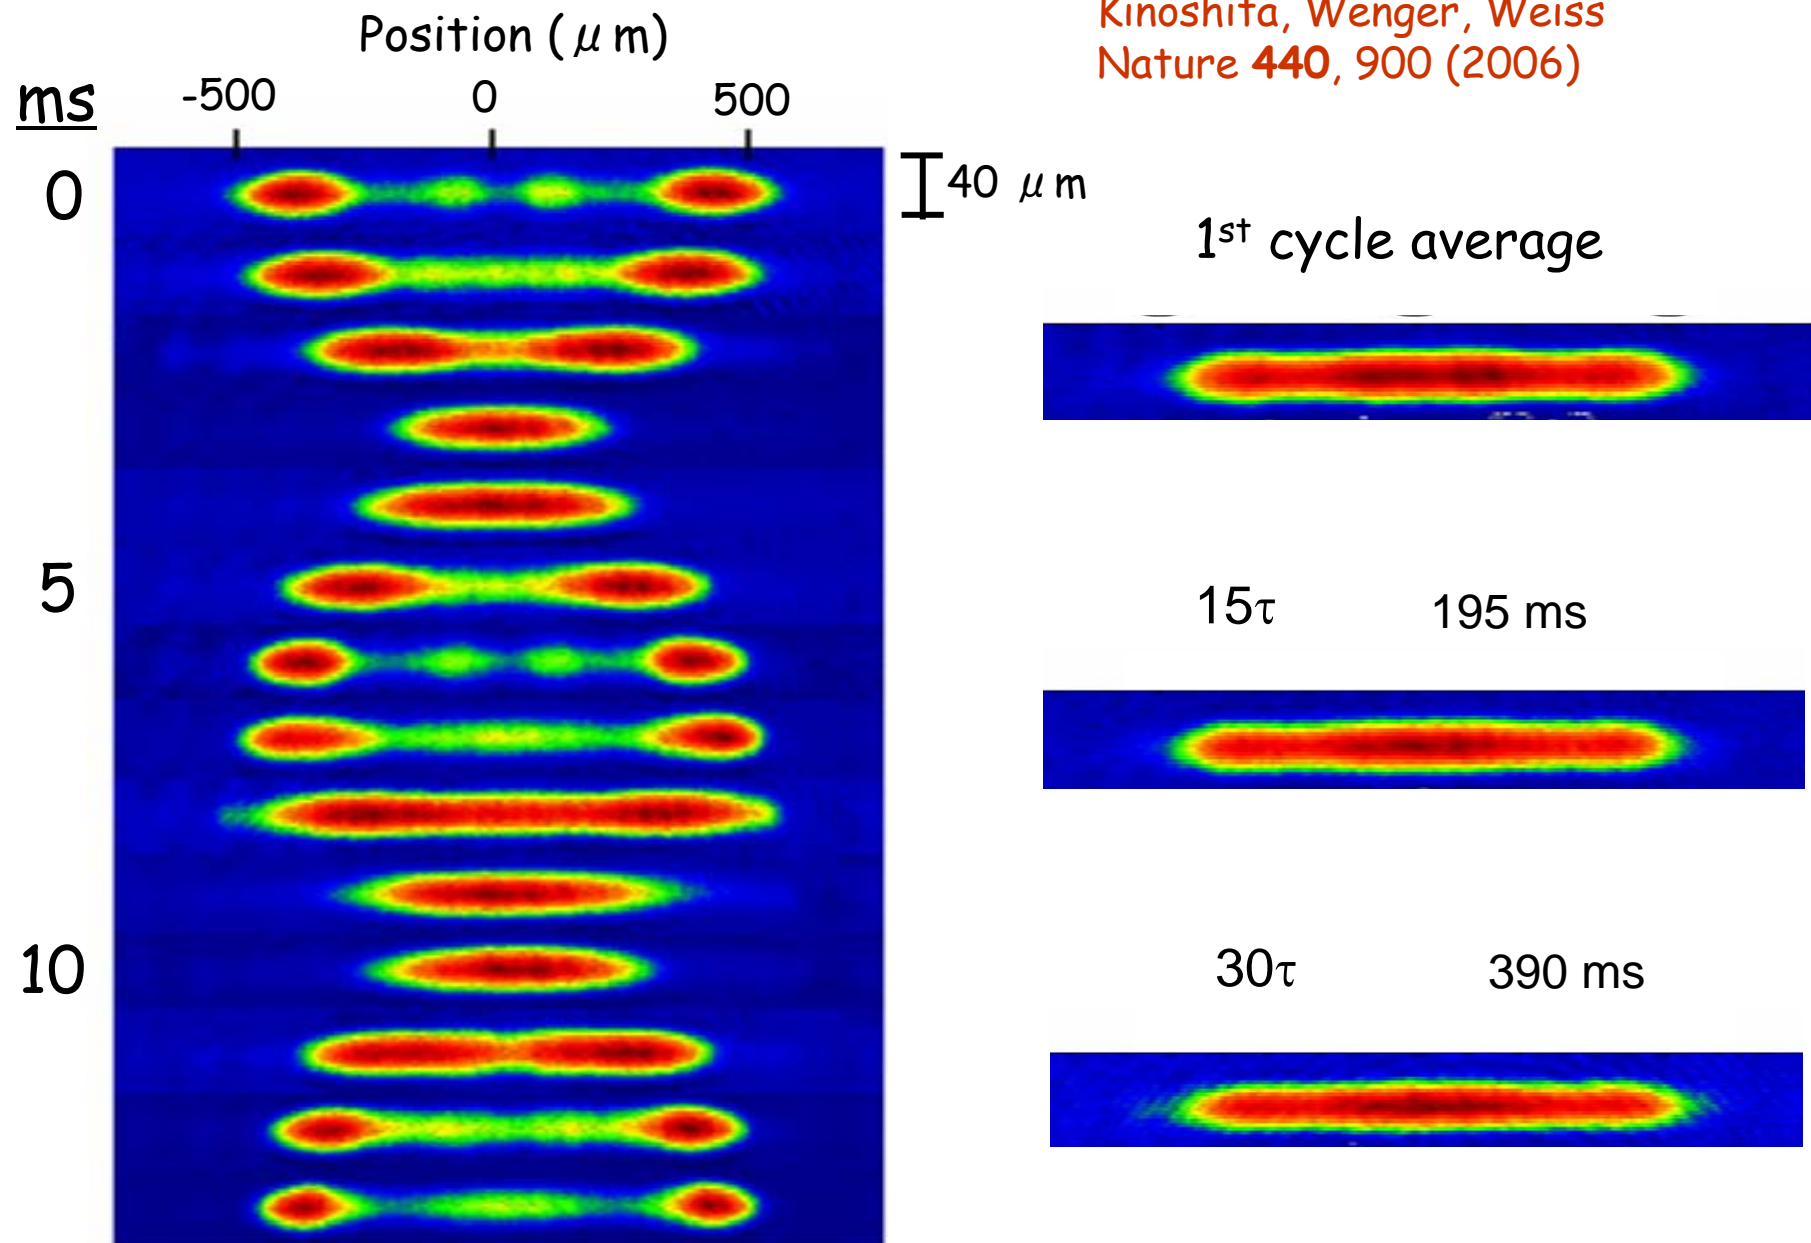 Position (μm)
Kinoshita, Wenger, Weiss
Nature 440, 900 (2006)
ms
-500 0 500
0
40 μm
1st cycle average
5
15τ 195 ms
10
30τ 390 ms